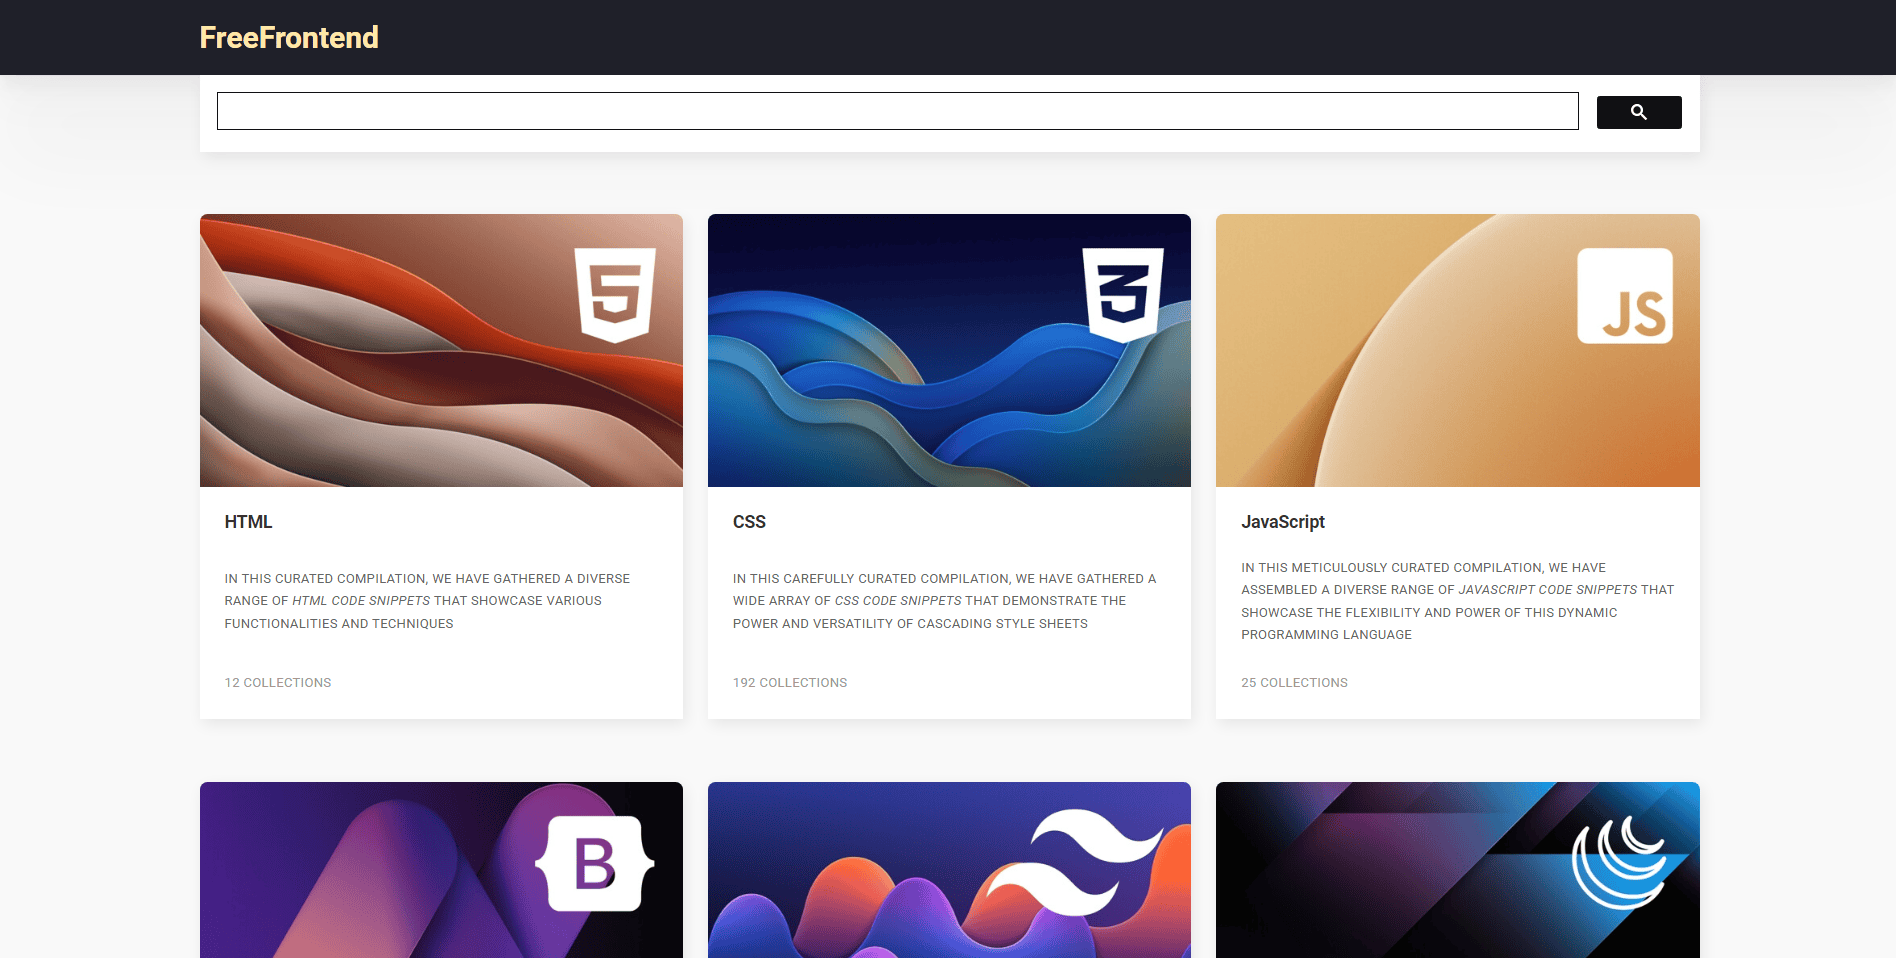 FreeFrontend
5
3
JS
HTML
CSS
JavaScript
IN THIS CURATED COMPILATION, WE HAVE GATHERED A DIVERSE
RANGE OF HTML CODE SNIPPETS THAT SHOWCASE VARIOUS
FUNCTIONALITIES AND TECHNIQUES
IN THIS CAREFULLY CURATED COMPILATION, WE HAVE GATHERED A
WIDE ARRAY OF CSS CODE SNIPPETS THAT DEMONSTRATE THE
POWER AND VERSATILITY OF CASCADING STYLE SHEETS
IN THIS METICULOUSLY CURATED COMPILATION, WE HAVE
ASSEMBLED A DIVERSE RANGE OF JAVASCRIPT CODE SNIPPETS THAT
SHOWCASE THE FLEXIBILITY AND POWER OF THIS DYNAMIC
PROGRAMMING LANGUAGE
12 COLLECTIONS
192 COLLECTIONS
25 COLLECTIONS
B